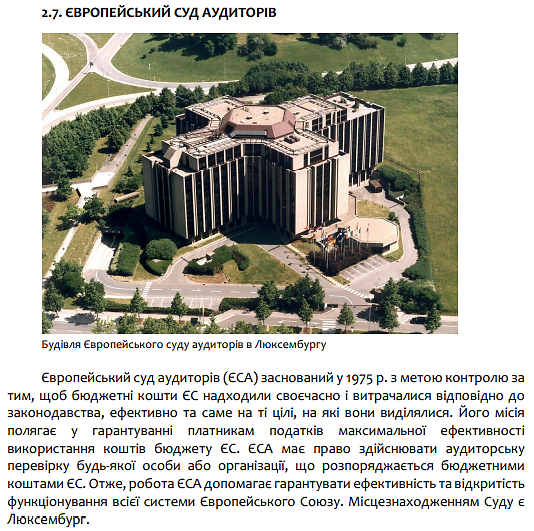 2.7. ЄВРОПЕЙСЬКИЙ СУД АУДИТОРІВ
Будівля Європейського суду аудиторів в Люксембургу
Європейський суд аудиторів (ЄСА) заснований у 1975 р. з метою контролю за
тим, щоб бюджетні кошти ЄС надходили своєчасно і витрачалися відповідно до
законодавства, ефективно та саме на ті цілі, на які вони виділялися. Його місія
полягає у гарантуванні платникам податків максимальної ефективності
використання коштів бюджету ЄС. ЄСА має право здійснювати аудиторську
перевірку будь-якої особи або організації, що розпоряджається бюджетними
коштами ЄС. Отже, робота ЄСА допомагає гарантувати ефективність та відкритість
функціонування всієї системи Європейського Союзу. Місцезнаходженням Суду є
Люксембург.